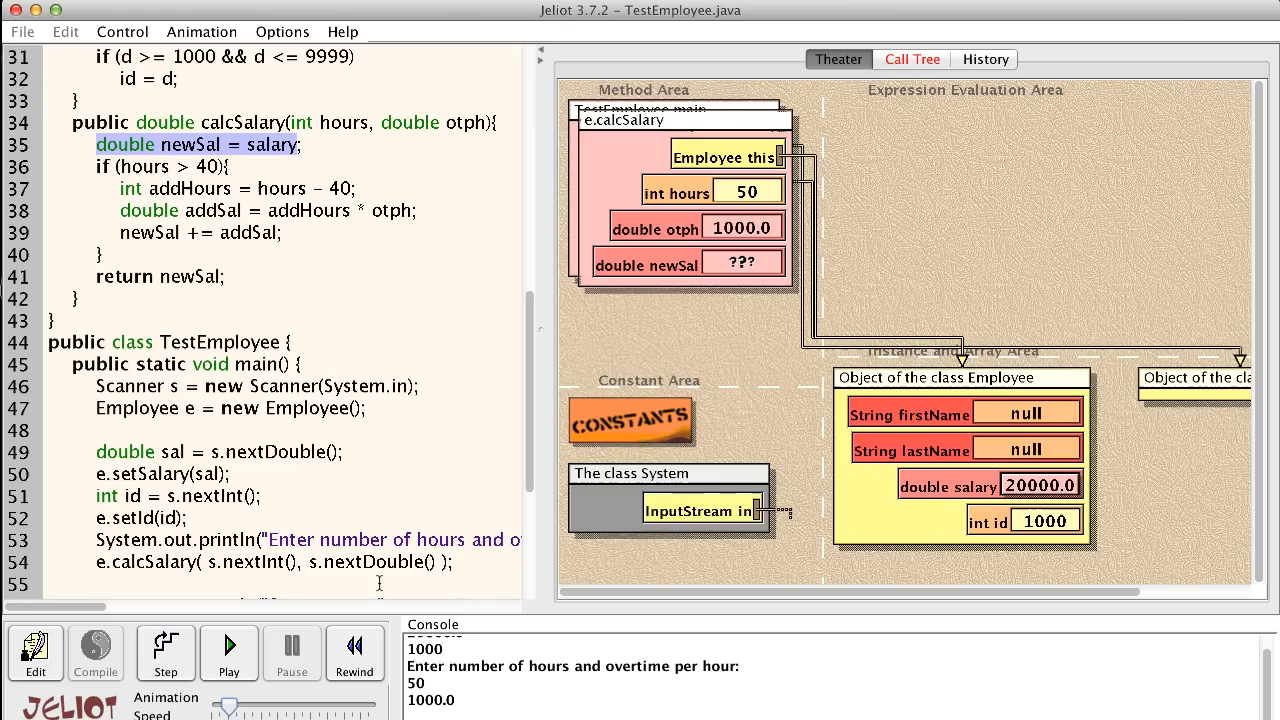 Jeliot 3.7.2 - TestEmployee.java
File Edit Control Animation Options Help
31 if (d >= 1000 && d <= 9999)
32 id = d;
33 }
34 public double calcSalary(int hours, double otph){
35 double newSal = salary;
36 if (hours > 40){
37 int addHours = hours - 40;
38 double addSal = addHours * otph;
39 newSal += addSal;
40 }
41 return newSal;
42 }
43 }
44 public class TestEmployee {
45 public static void main() {
46 Scanner s = new Scanner(System.in);
47 Employee e = new Employee();
48
49 double sal = s.nextDouble();
50 e.setSalary(sal);
51 int id = s.nextInt();
52 e.setId(id);
53 System.out.println("Enter number of hours and o
54 e.calcSalary( s.nextInt(), s.nextDouble() );
55
Theater Call Tree History
Method Area
TestEmployee.main
e.calcSalary
Employee this
int hours 50
double otph 1000.0
double newSal ???
Expression Evaluation Area
Constant Area
CONSTANTS
The class System
InputStream in
Instance and Array Area
Object of the class Employee
String firstName null
String lastName null
double salary 20000.0
int id 1000
Object of the cla
Edit Compile Step Play Pause Rewind
JELIOT
Animation
Speed
Console
1000
Enter number of hours and overtime per hour:
50
1000.0